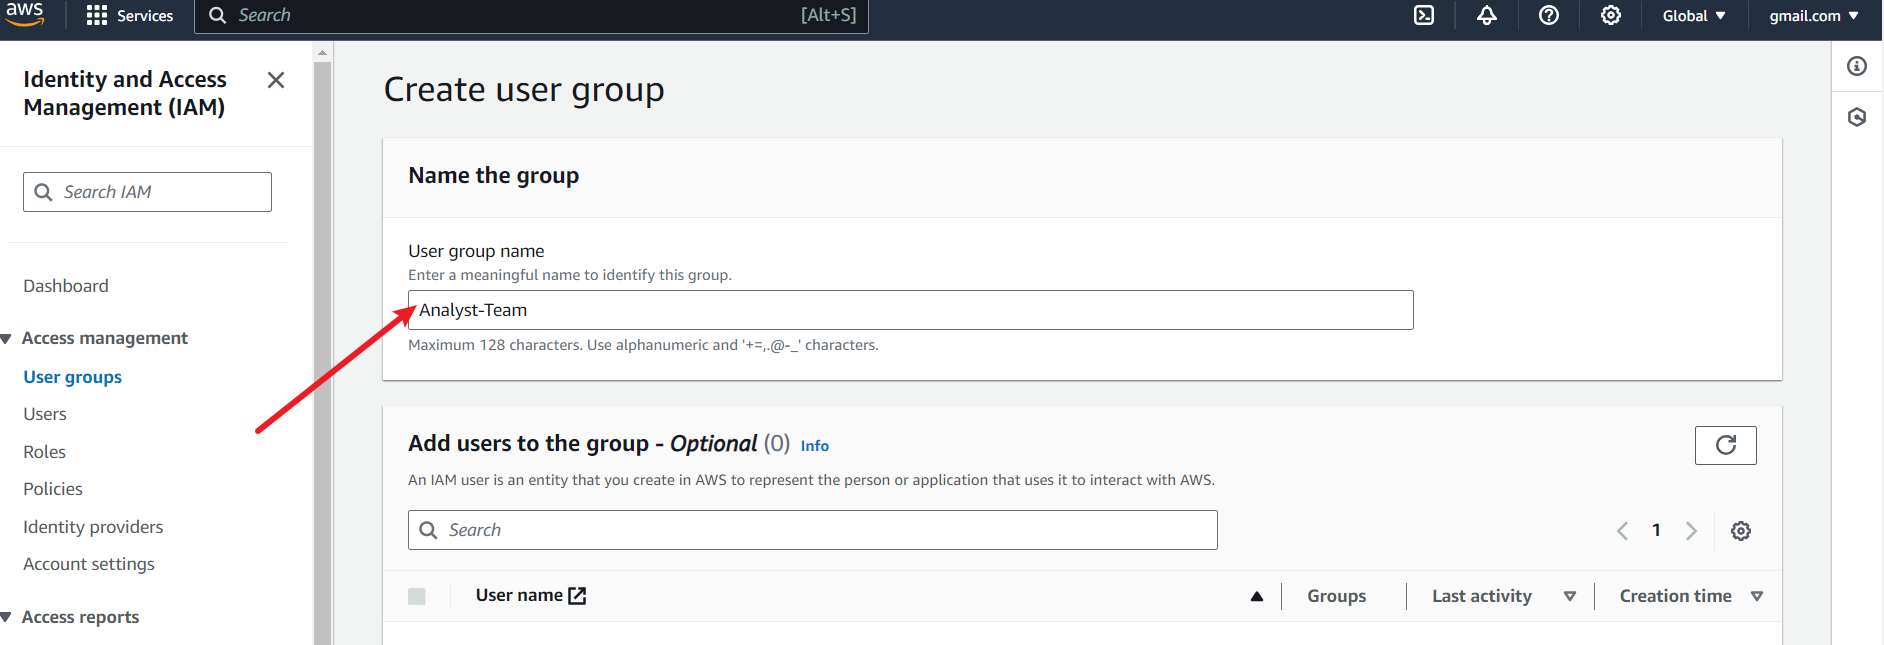 aws
Services
Search
[Alt+S]
Global
gmail.com
Identity and Access
Management (IAM)
Search IAM
Dashboard
Access management
User groups
Users
Roles
Policies
Identity providers
Account settings
Access reports
Create user group
Name the group
User group name
Enter a meaningful name to identify this group.
Analyst-Team
Maximum 128 characters. Use alphanumeric and '+=,.@-_' characters.
Add users to the group - Optional (0) Info
An IAM user is an entity that you create in AWS to represent the person or application that uses it to interact with AWS.
Search
1
User name
Groups
Last activity
Creation time